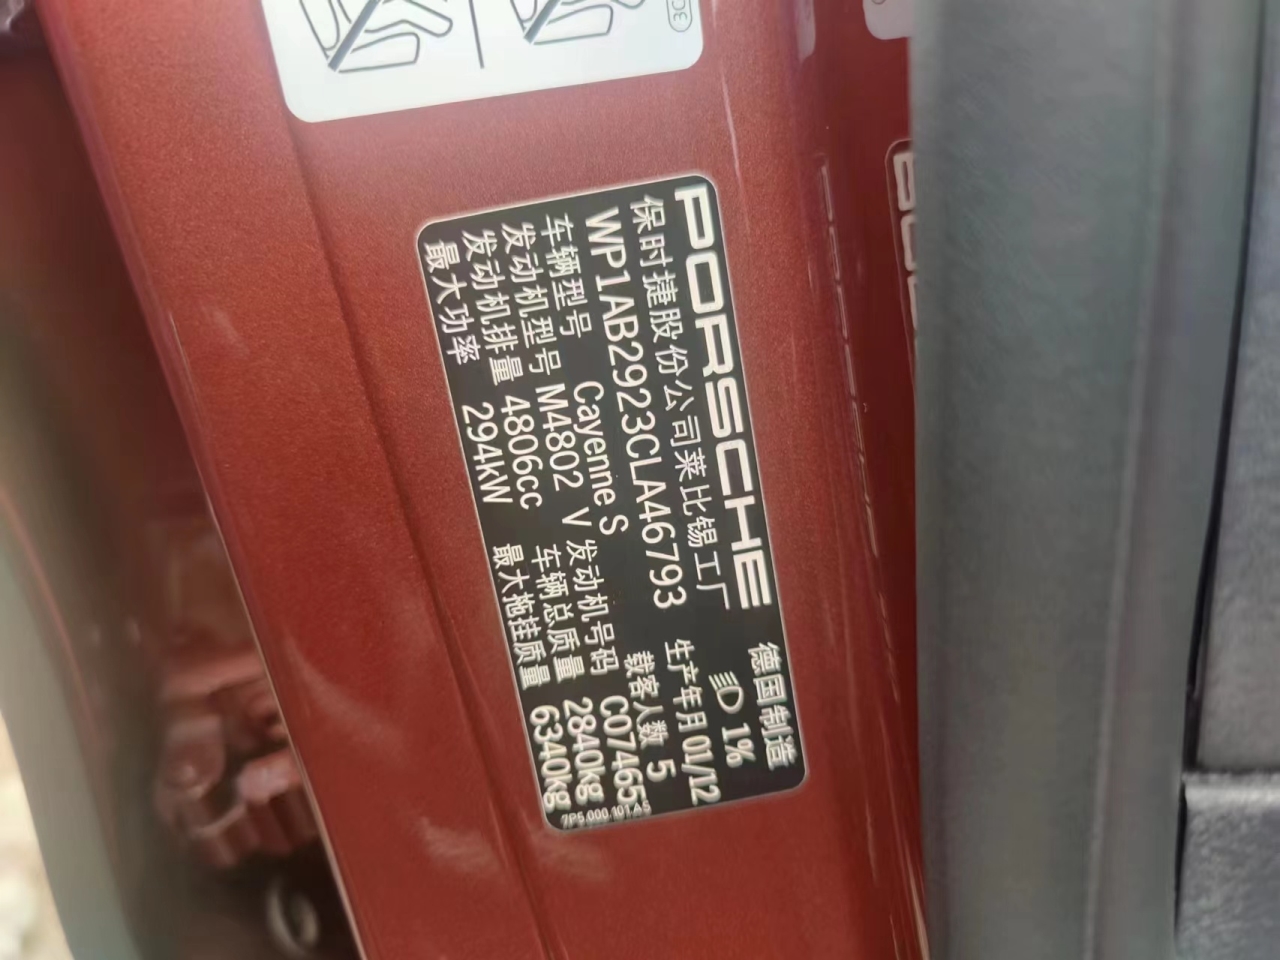 PORSCHE 德国制造
保时捷股份公司莱比锡工厂 1%
WP1AB2923CLA46793 生产年月 01/12
载客人数 5
车辆型号 Cayenne S 发动机号码 C07465
发动机型号 M4802 V 车辆总质量 2840kg
发动机排量 4806cc 最大拖挂质量 6340kg
最大功率 294kW
7P5.000.101.AS